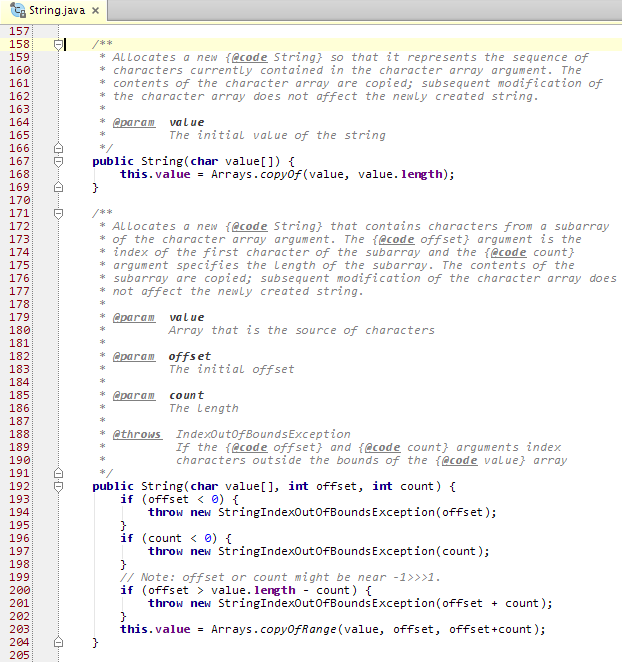 String.java
157
158 /**
159 * Allocates a new {@code String} so that it represents the sequence of
160 * characters currently contained in the character array argument. The
161 * contents of the character array are copied; subsequent modification of
162 * the character array does not affect the newly created string.
163 *
164 * @param value
165 * The initial value of the string
166 */
167 public String(char value[]) {
168 this.value = Arrays.copyOf(value, value.length);
169 }
170
171 /**
172 * Allocates a new {@code String} that contains characters from a subarray
173 * of the character array argument. The {@code offset} argument is the
174 * index of the first character of the subarray and the {@code count}
175 * argument specifies the length of the subarray. The contents of the
176 * subarray are copied; subsequent modification of the character array does
177 * not affect the newly created string.
178 *
179 * @param value
180 * Array that is the source of characters
181 *
182 * @param offset
183 * The initial offset
184 *
185 * @param count
186 * The length
187 *
188 * @throws IndexOutOfBoundsException
189 * If the {@code offset} and {@code count} arguments index
190 * characters outside the bounds of the {@code value} array
191 */
192 public String(char value[], int offset, int count) {
193 if (offset < 0) {
194 throw new StringIndexOutOfBoundsException(offset);
195 }
196 if (count < 0) {
197 throw new StringIndexOutOfBoundsException(count);
198 }
199 // Note: offset or count might be near -1>>>1.
200 if (offset > value.length - count) {
201 throw new StringIndexOutOfBoundsException(offset + count);
202 }
203 this.value = Arrays.copyOfRange(value, offset, offset+count);
204 }
205